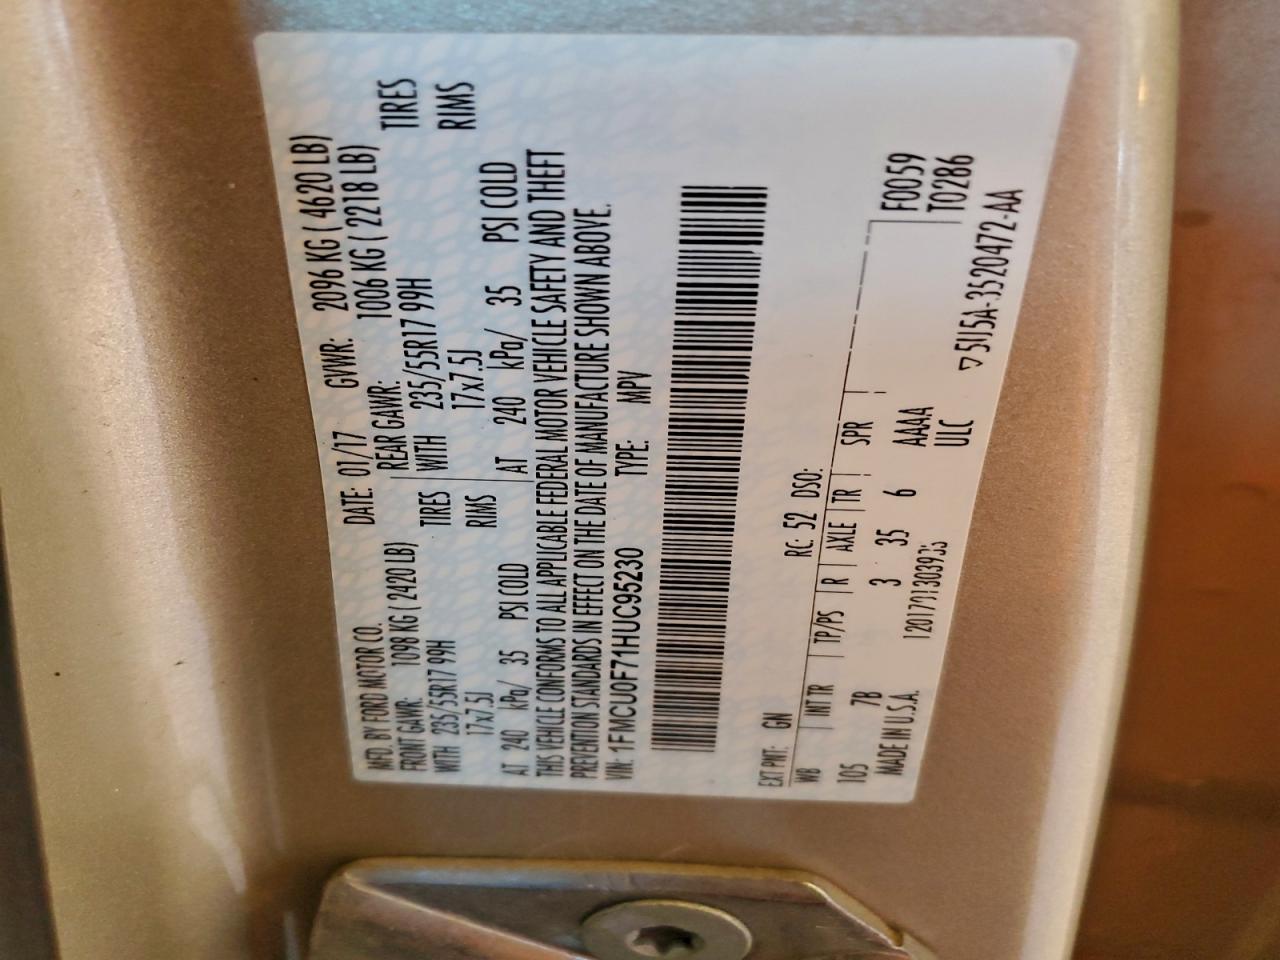 MFD. BY FORD MOTOR CO. DATE: 01/17 GVWR: 2096 KG ( 4620 LB)
FRONT GAWR: 1098 KG ( 2420 LB) REAR GAWR: 1006 KG ( 2218 LB)
WITH 235/55R17 99H TIRES WITH 235/55R17 99H TIRES
17x7.5J RIMS 17x7.5J RIMS
AT 240 kPa/ 35 PSI COLD AT 240 kPa/ 35 PSI COLD
THIS VEHICLE CONFORMS TO ALL APPLICABLE FEDERAL MOTOR VEHICLE SAFETY AND THEFT
PREVENTION STANDARDS IN EFFECT ON THE DATE OF MANUFACTURE SHOWN ABOVE.
VIN: 1FMCU0F71HUC95230 TYPE: MPV
EXT PNT: GN RC: 52 DSO:
WB INT TR TP/PS R AXLE TR SPR
105 7B 3 35 6 AAAA F0059
MADE IN U.S.A. ULC T0286
▽5U5A-3520472-AA